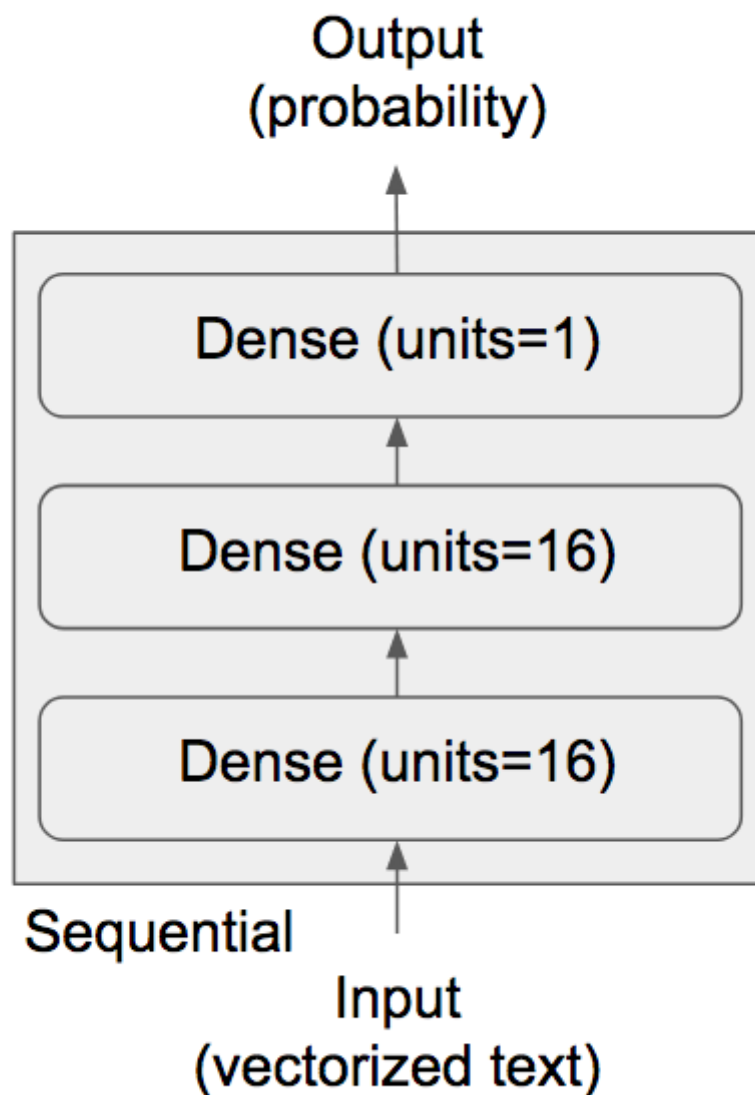 Output
(probability)
Dense (units=1)
Dense (units=16)
Dense (units=16)
Sequential
Input
(vectorized text)